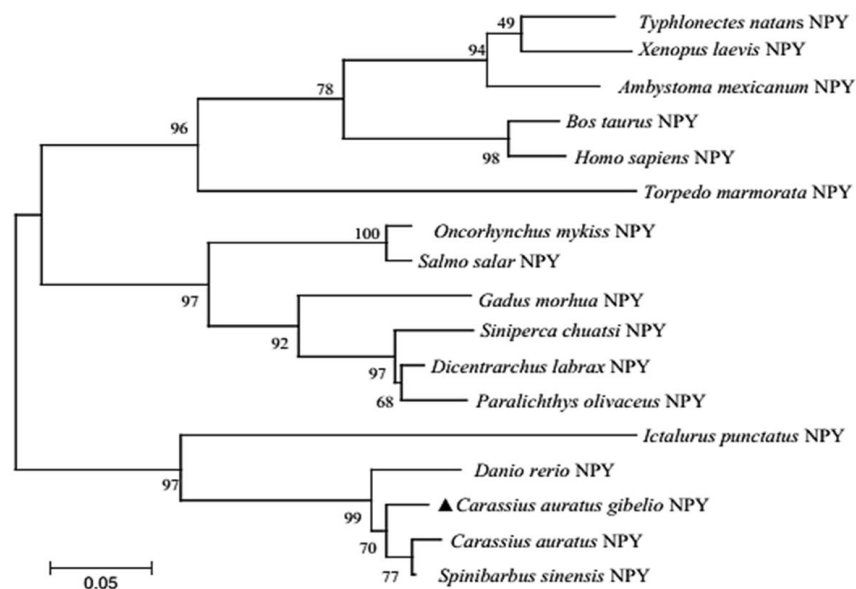 49
Typhlonectes natans NPY
Xenopus laevis NPY
94
Ambystoma mexicanum NPY
78
Bos taurus NPY
98
Homo sapiens NPY
96
Torpedo marmorata NPY
100
Oncorhynchus mykiss NPY
Salmo salar NPY
97
Gadus morhua NPY
92
Siniperca chuatsi NPY
97
Dicentrarchus labrax NPY
68
Paralichthys olivaceus NPY
Ictalurus punctatus NPY
97
Danio rerio NPY
99
▲Carassius auratus gibelio NPY
70
Carassius auratus NPY
77
Spinibarbus sinensis NPY
0.05